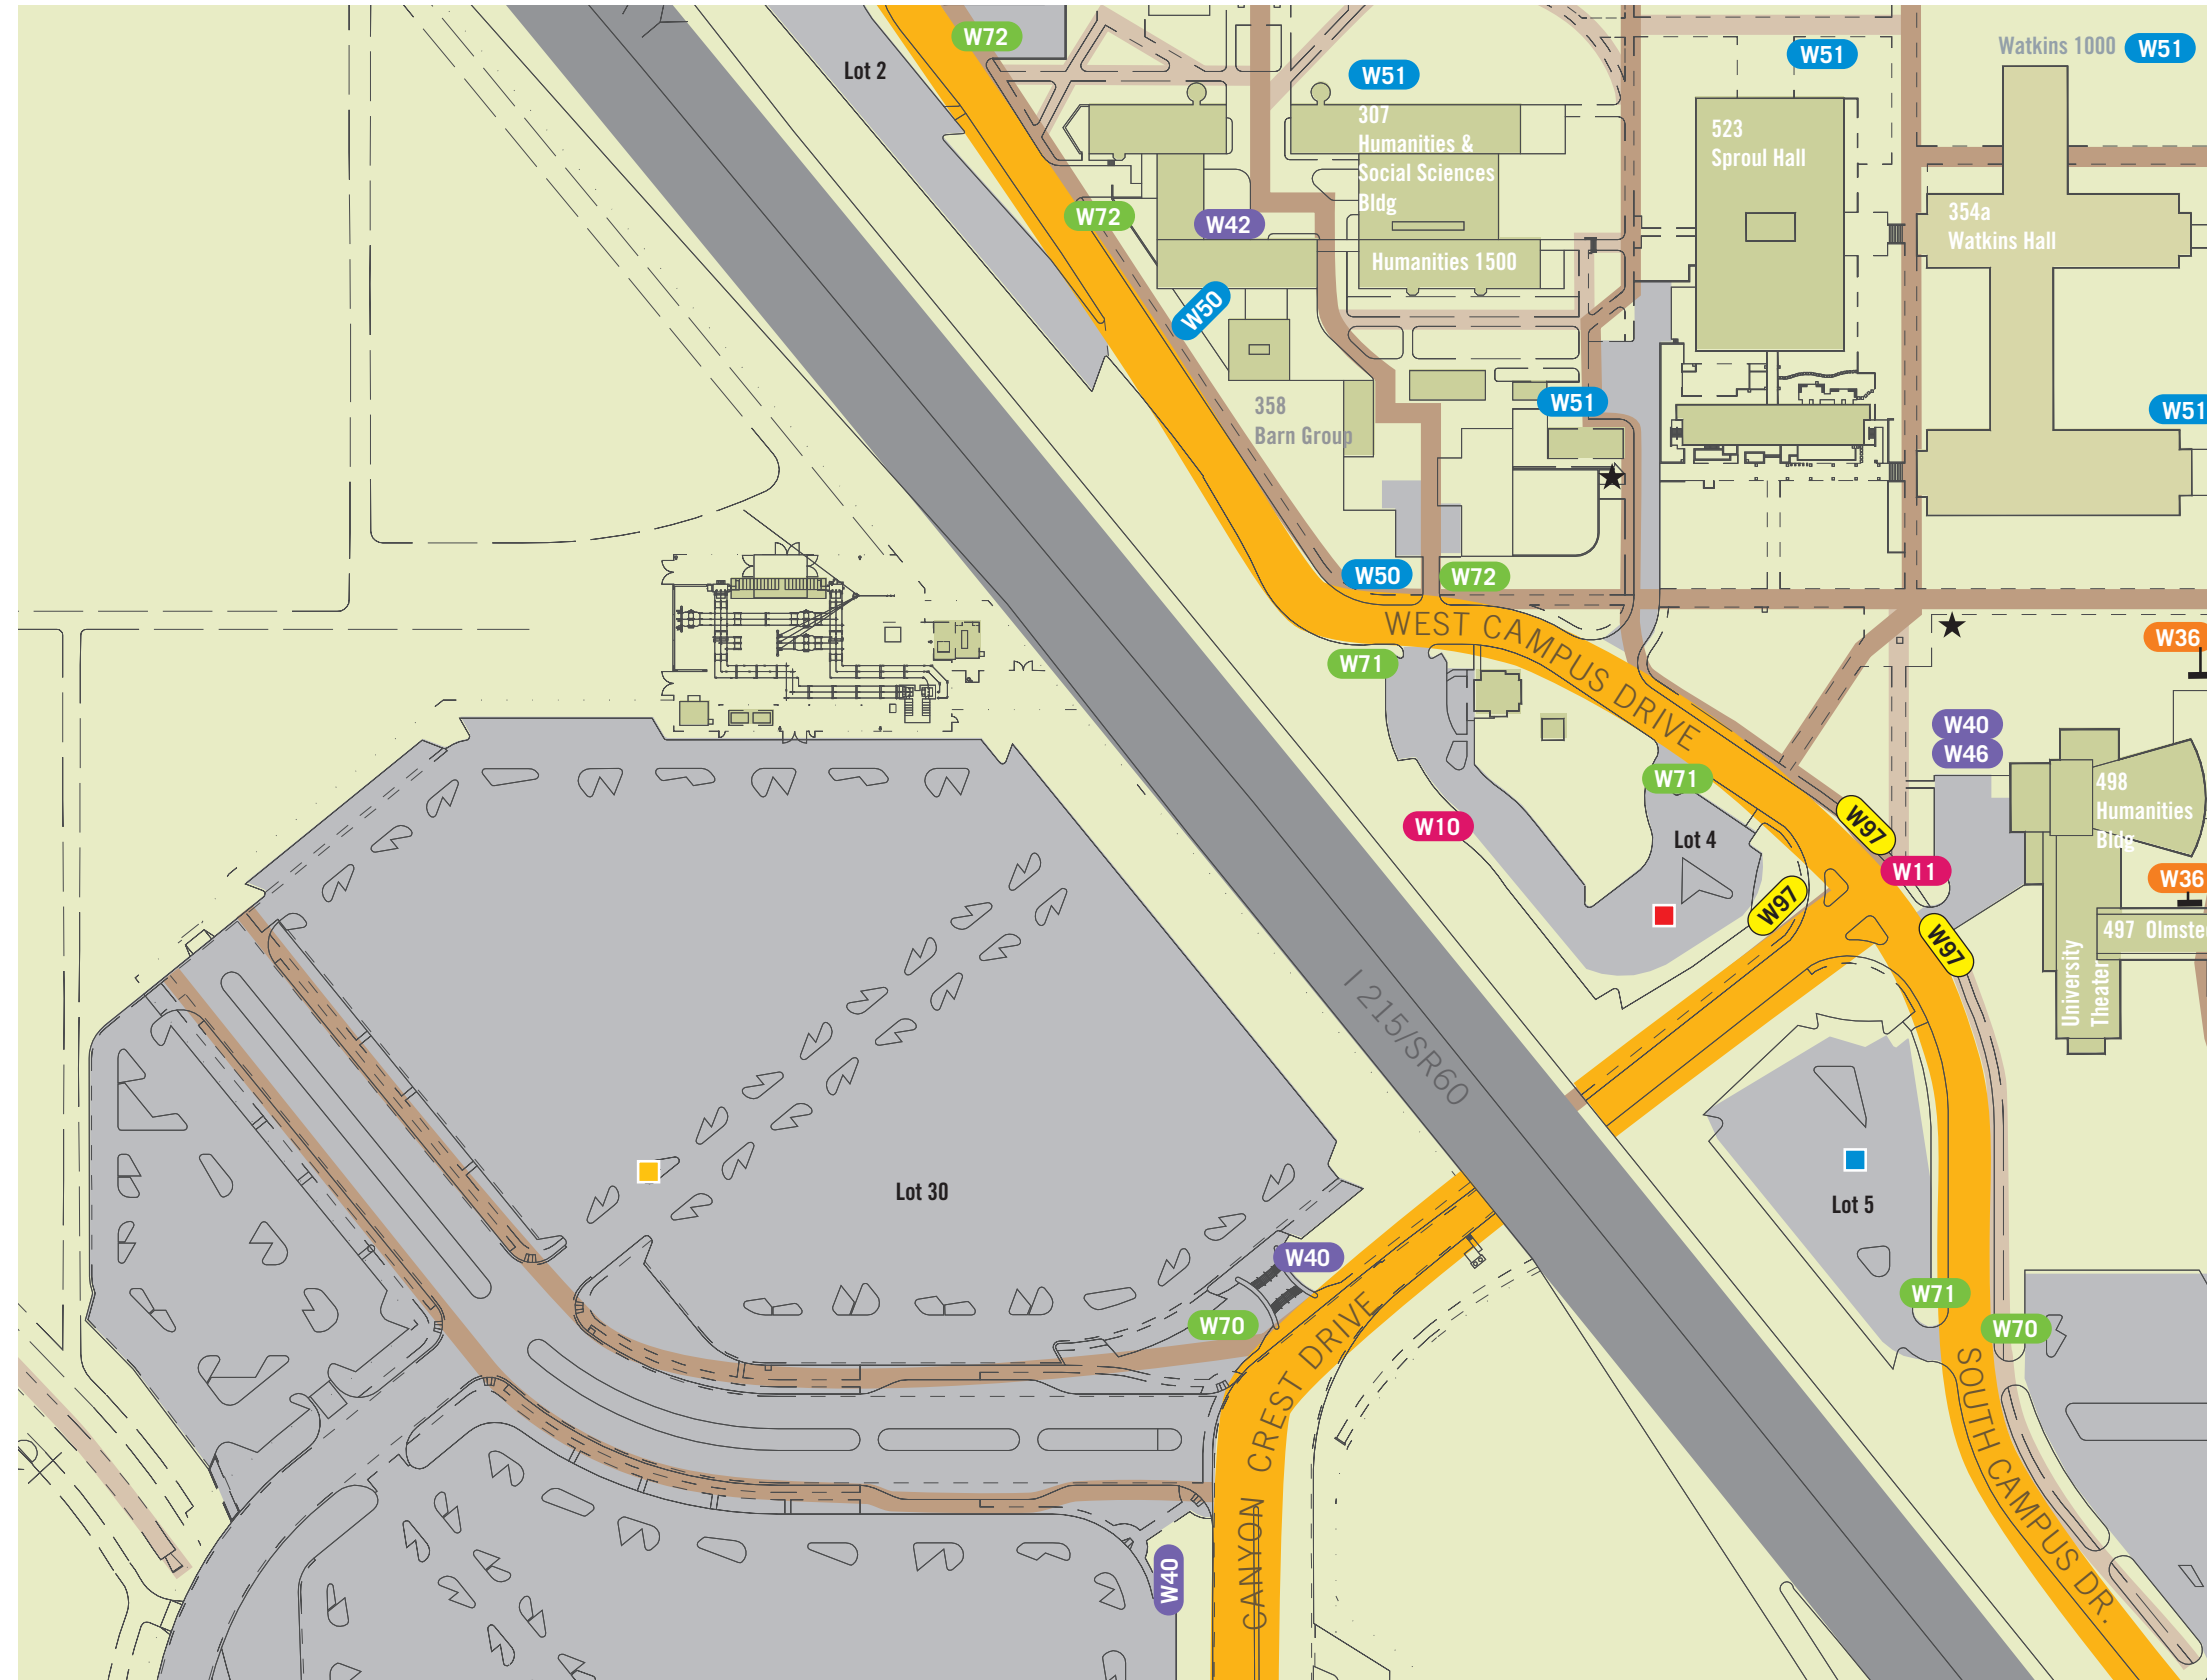 W72
Lot 2
W51
W51
Watkins 1000
W51
307
Humanities &
Social Sciences
Bldg
523
Sproul Hall
W72
W42
354a
Watkins Hall
Humanities 1500
W50
W51
W51
358
Barn Group
W50
W72
WEST CAMPUS DRIVE
W36
W71
W40
W46
W71
498
Humanities
Bldg
W10
Lot 4
W97
W11
W36
W97
W97
497 Olmste
University
Theater
I 215/SR60
Lot 5
Lot 30
W40
W71
W70
W70
CANYON CREST DRIVE
SOUTH CAMPUS DR.
W40